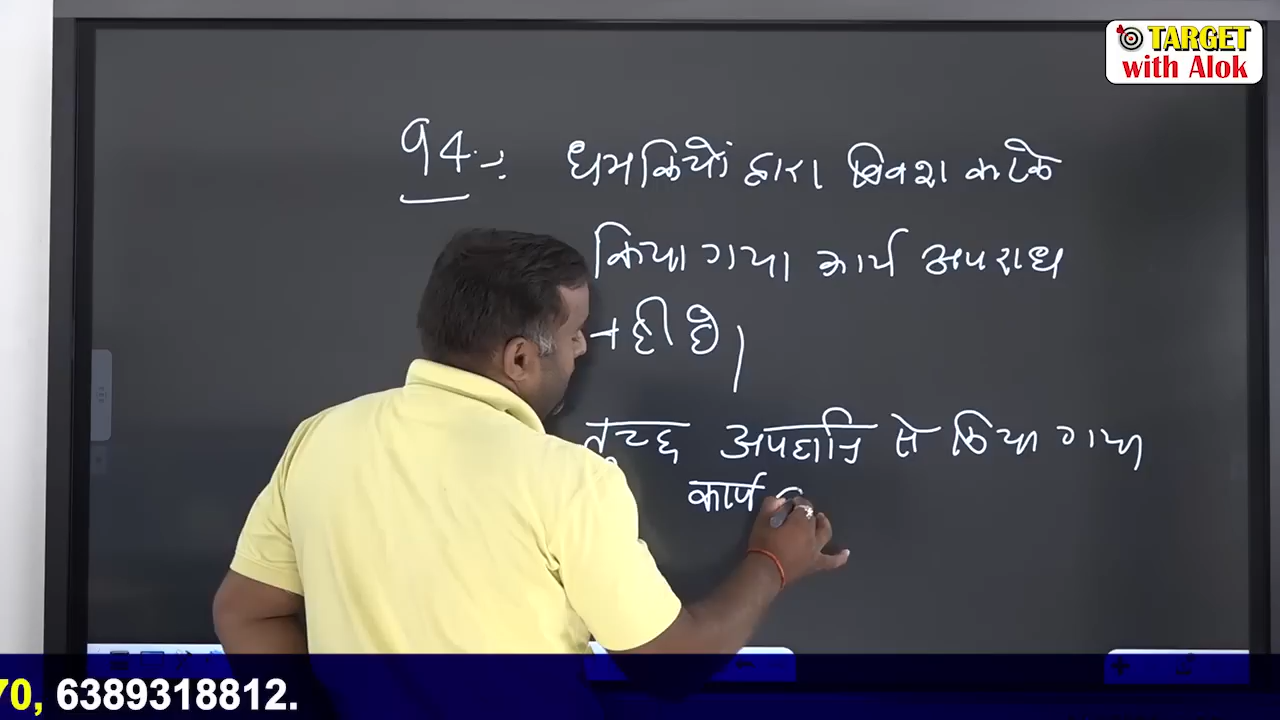 TARGET
with Alok
94 :-
धमकियों द्वारा विवश करके
किया गया कार्य अपराध
नहीं है।
तुच्छ अपहानि से किया गया
कार्य
70, 6389318812.